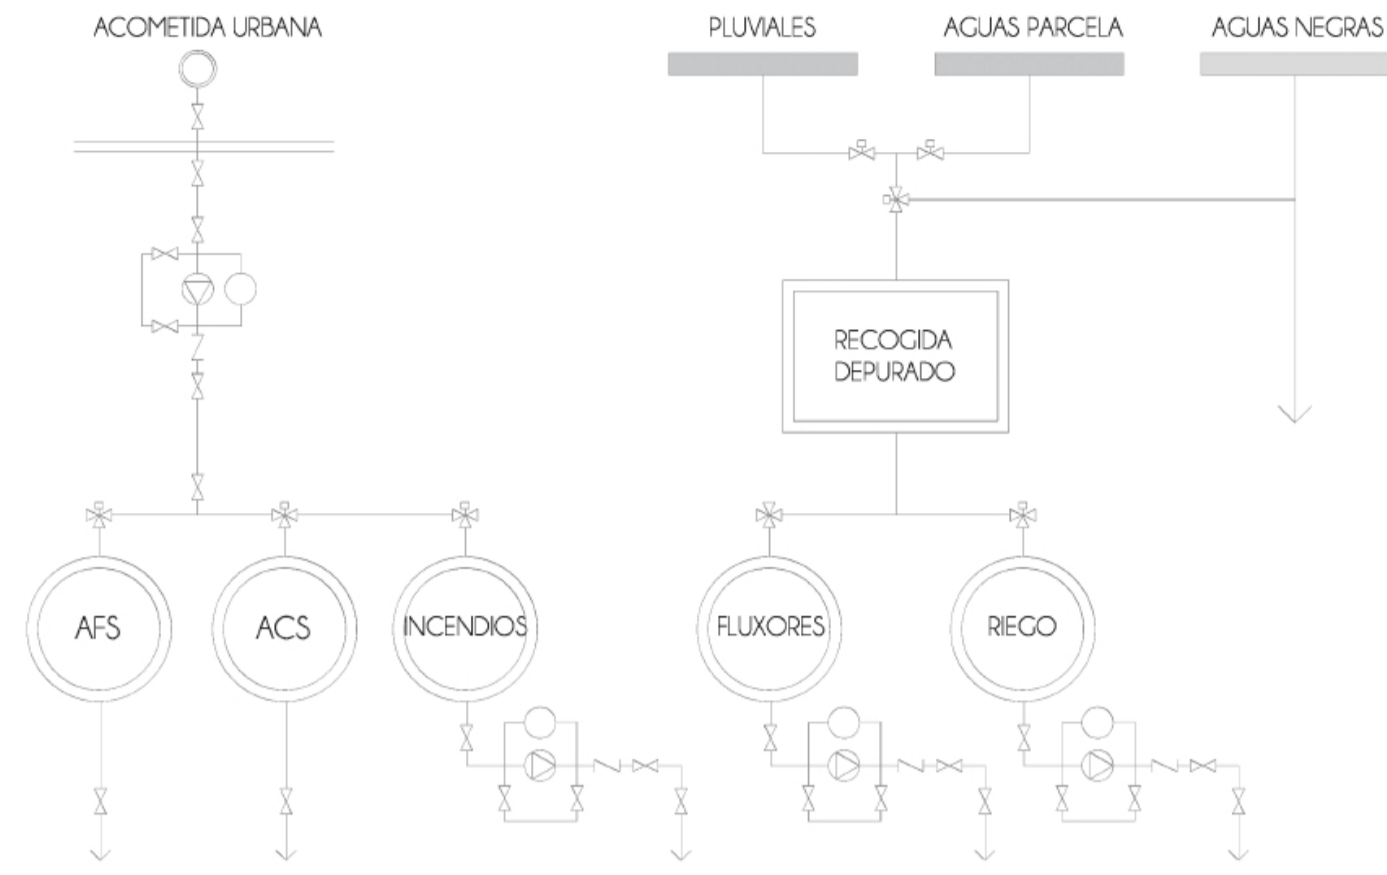 ACOMETIDA URBANA
PLUVIALES
AGUAS PARCELA
AGUAS NEGRAS
RECOGIDA
DEPURADO
AFS
ACS
INCENDIOS
FLUXORES
RIEGO